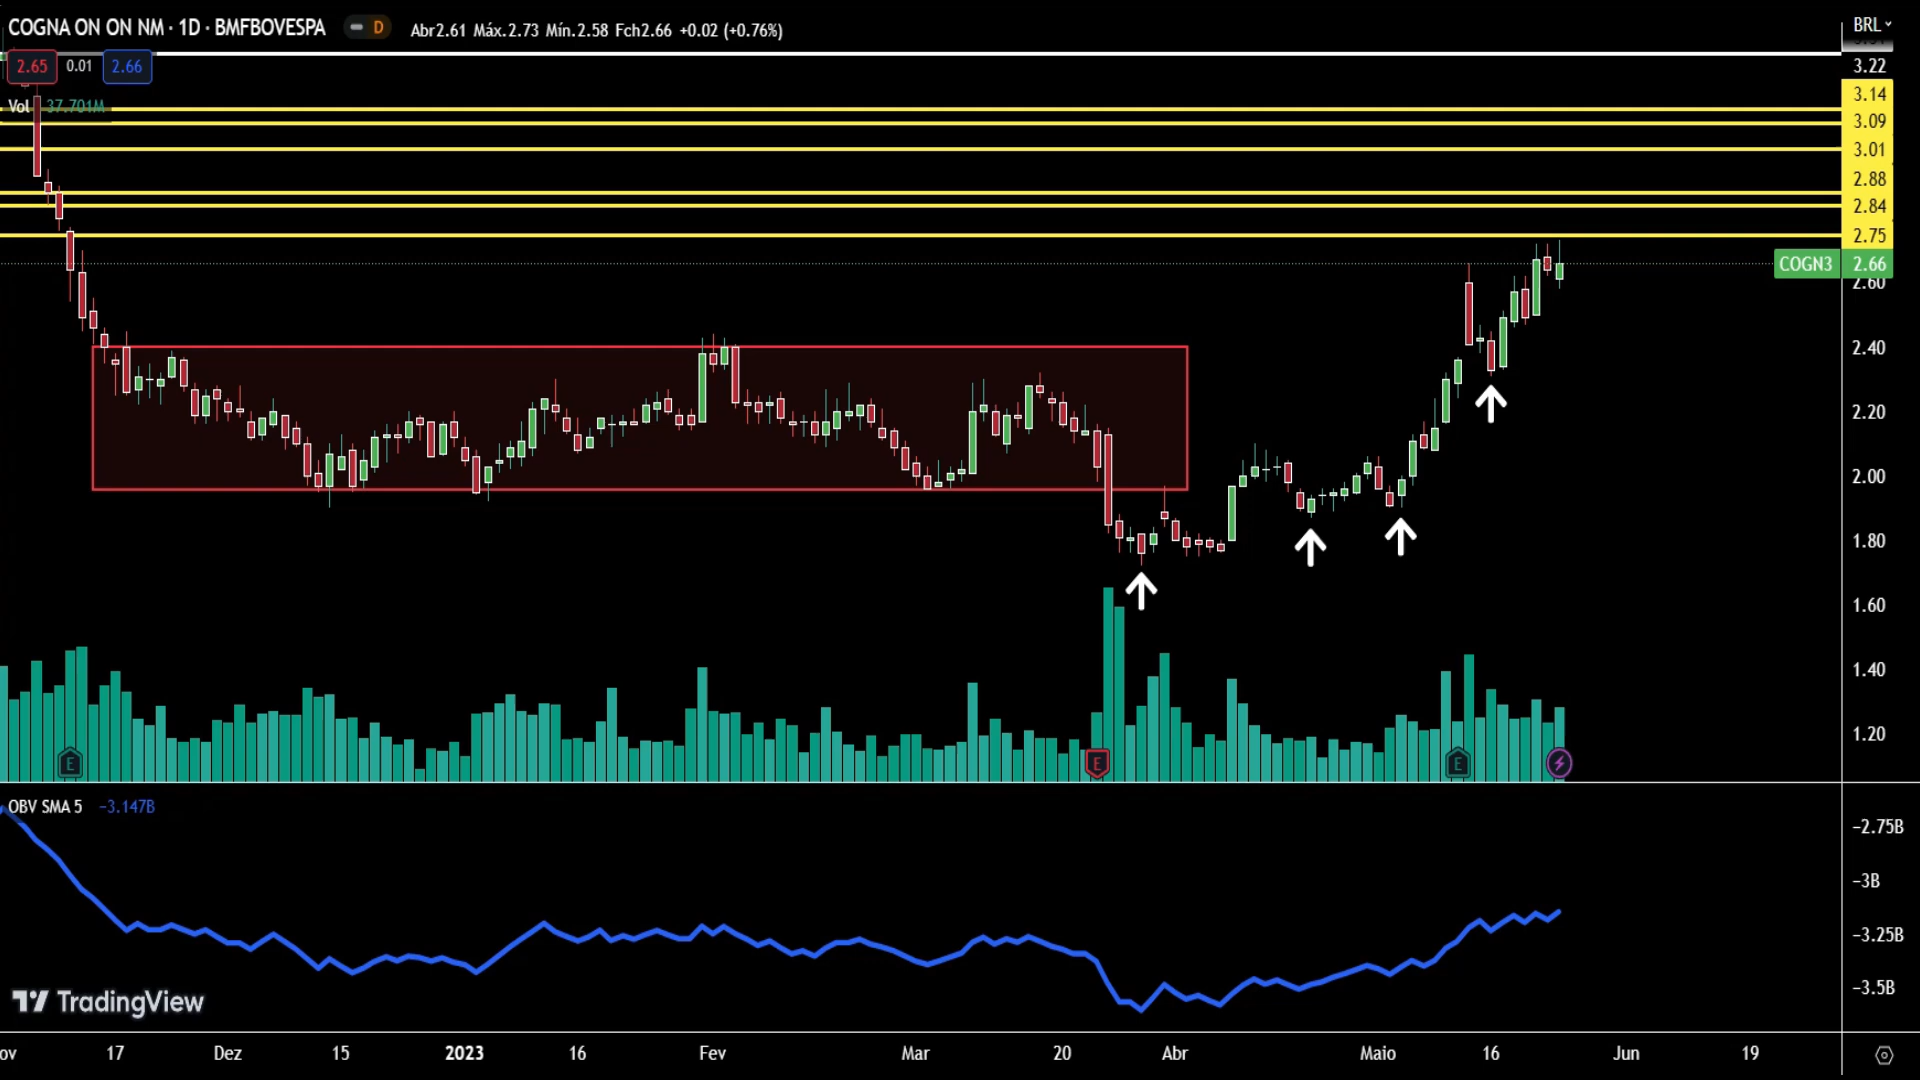 COGNA ON ON NM · 1D · BMFBOVESPA
D
Abr2.61 Máx.2.73 Mín.2.58 Fch2.66 +0.02 (+0.76%)
BRL
2.65 0.01 2.66
3.22
Vol 37.701M
3.14
3.09
3.01
2.88
2.84
2.75
COGN3 2.66
2.60
2.40
2.20
2.00
1.80
1.60
1.40
1.20
E E E
OBV SMA 5 −3.147B
−2.75B
−3B
−3.25B
−3.5B
TradingView
ov 17 Dez 15 2023 16 Fev Mar 20 Abr Maio 16 Jun 19